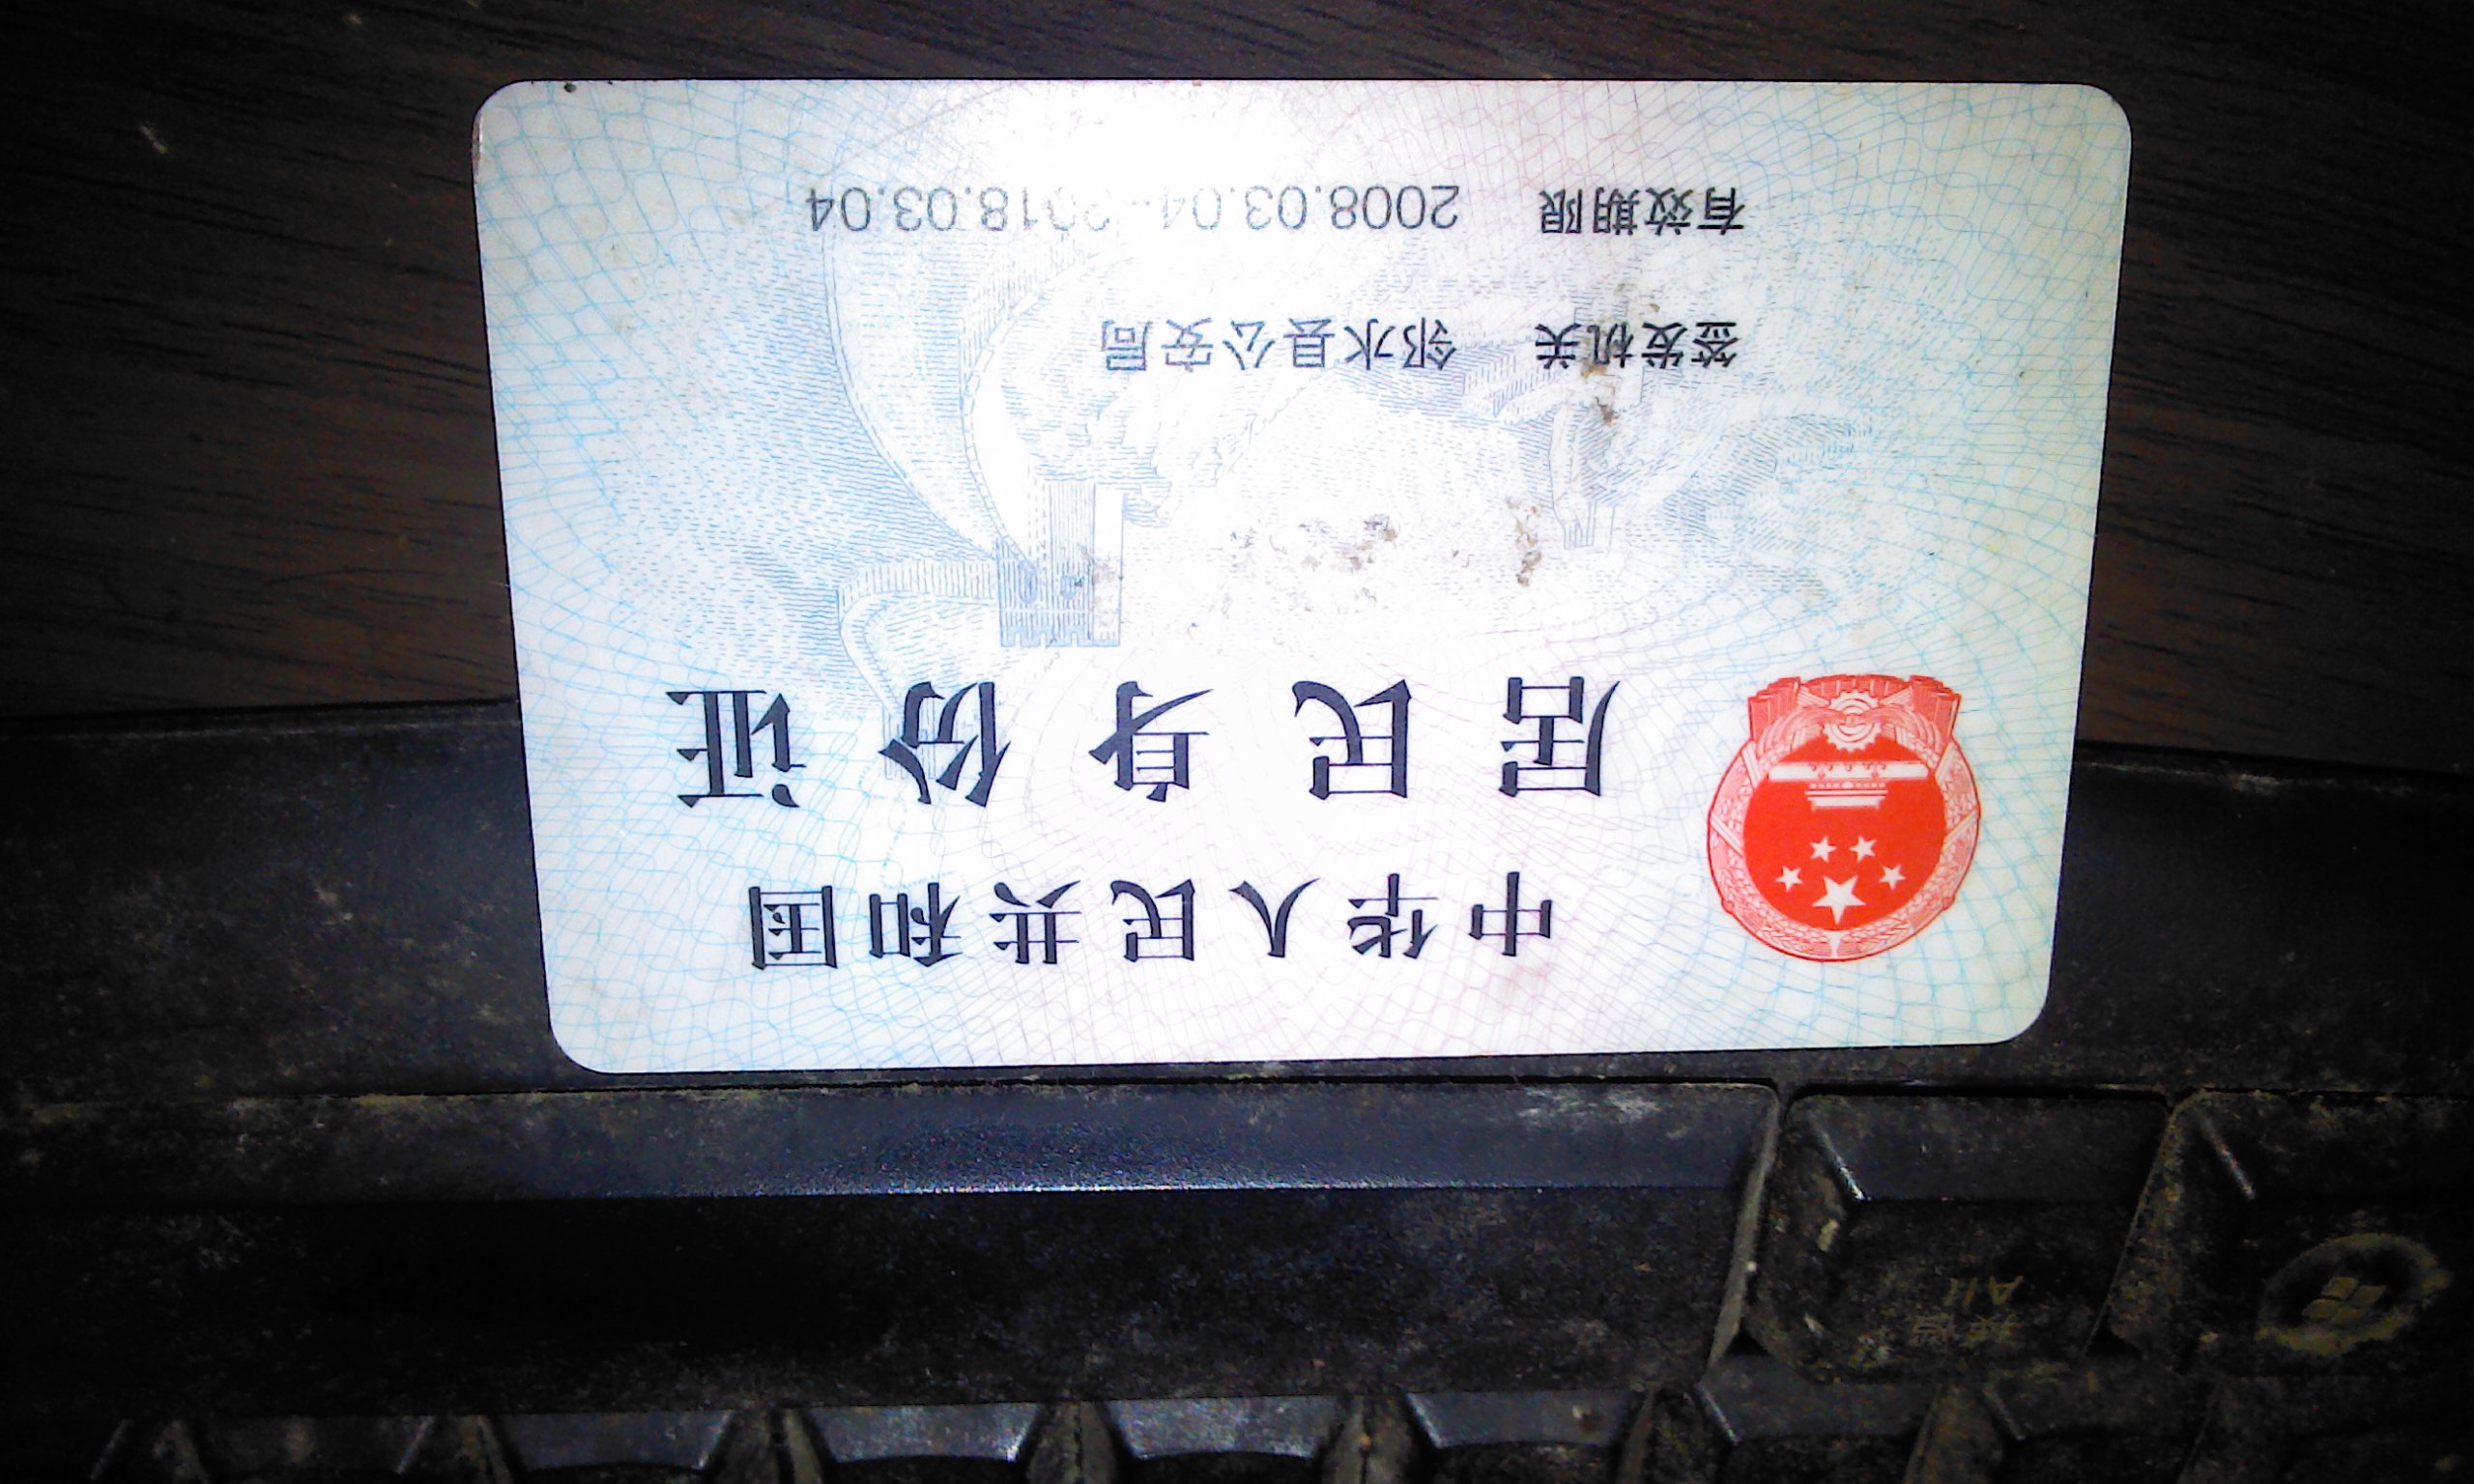 中华人民共和国
居民身份证
签发机关 邻水县公安局
有效期限 2008.03.04-2018.03.04
Alt